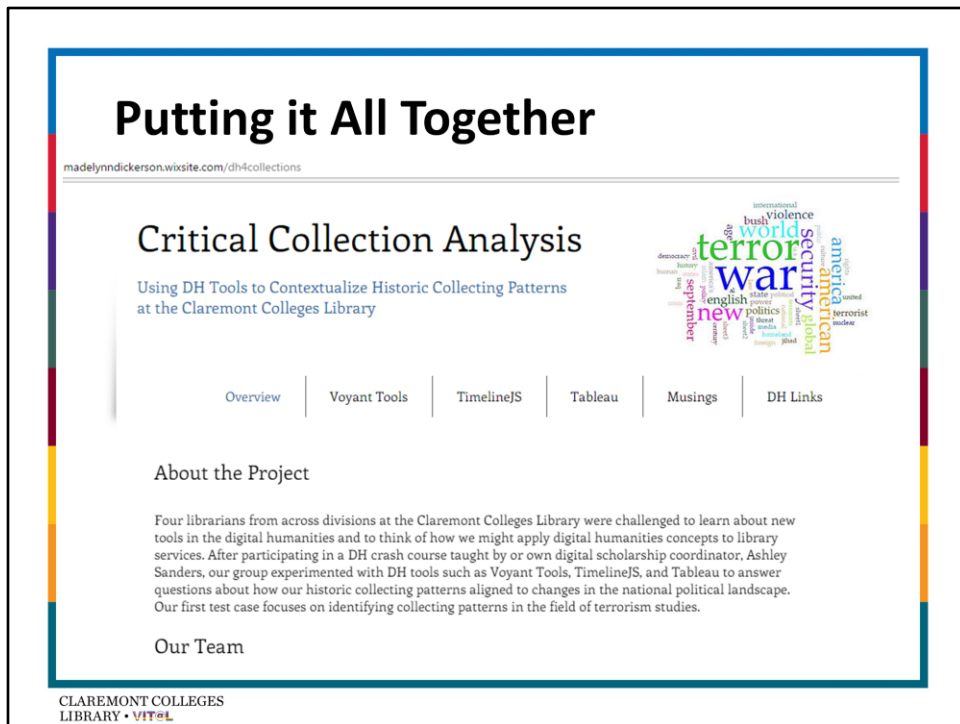 Putting it All Together
madelynndickerson.wixsite.com/dh4collections
Critical Collection Analysis
Using DH Tools to Contextualize Historic Collecting Patterns
at the Claremont Colleges Library
international
bush violence
age world
terror
war
security
america
american
democracy
history
human
september
new
english
state political
power
politics
threat
media
homeland
foreign jihad
global
united
terrorist
nuclear
culture
rights
Overview
Voyant Tools
TimelineJS
Tableau
Musings
DH Links
About the Project
Four librarians from across divisions at the Claremont Colleges Library were challenged to learn about new
tools in the digital humanities and to think of how we might apply digital humanities concepts to library
services. After participating in a DH crash course taught by or own digital scholarship coordinator, Ashley
Sanders, our group experimented with DH tools such as Voyant Tools, TimelineJS, and Tableau to answer
questions about how our historic collecting patterns aligned to changes in the national political landscape.
Our first test case focuses on identifying collecting patterns in the field of terrorism studies.
Our Team
CLAREMONT COLLEGES
LIBRARY • VIT@L